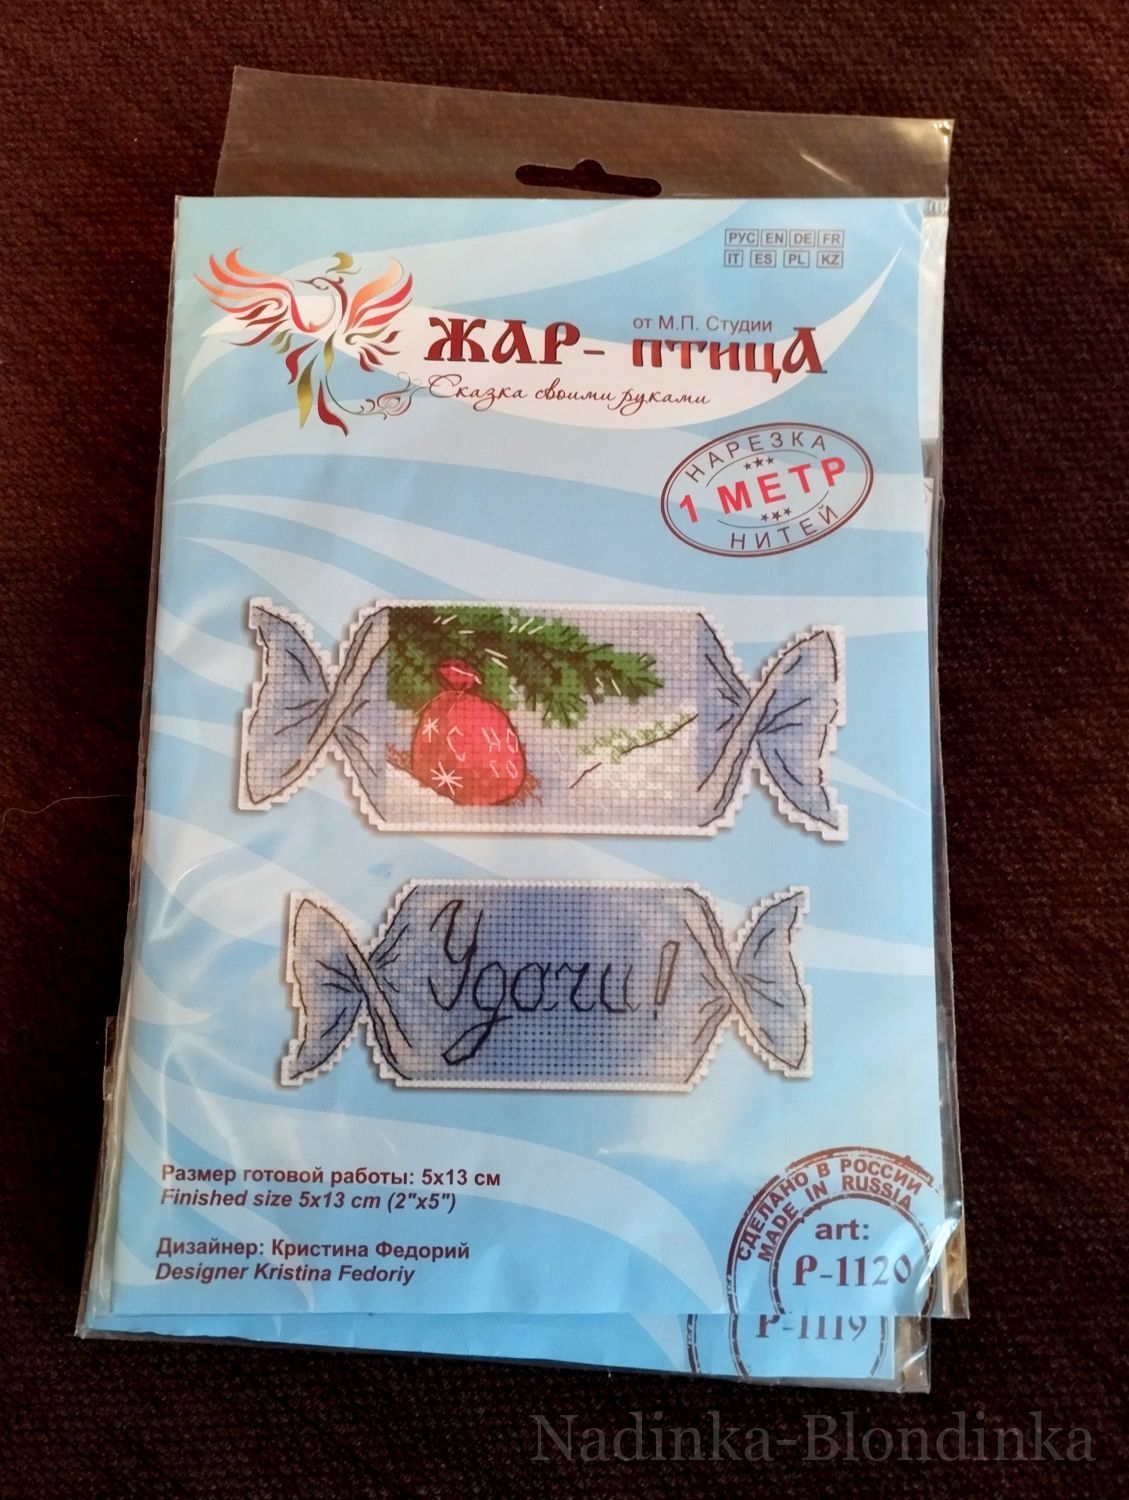 РУС EN DE FR
IT ES PL KZ
от М.П. Студии
ЖАР-ПТИЦА
Сказка своими руками
НАРЕЗКА
1 МЕТР
НИТЕЙ
С НО
Удачи!
Размер готовой работы: 5х13 см
Finished size 5x13 cm (2"x5")
Дизайнер: Кристина Федорий
Designer Kristina Fedoriy
СДЕЛАНО В РОССИИ
MADE IN RUSSIA
art:
Р-1120
Р-1119
Nadinka-Blondinka